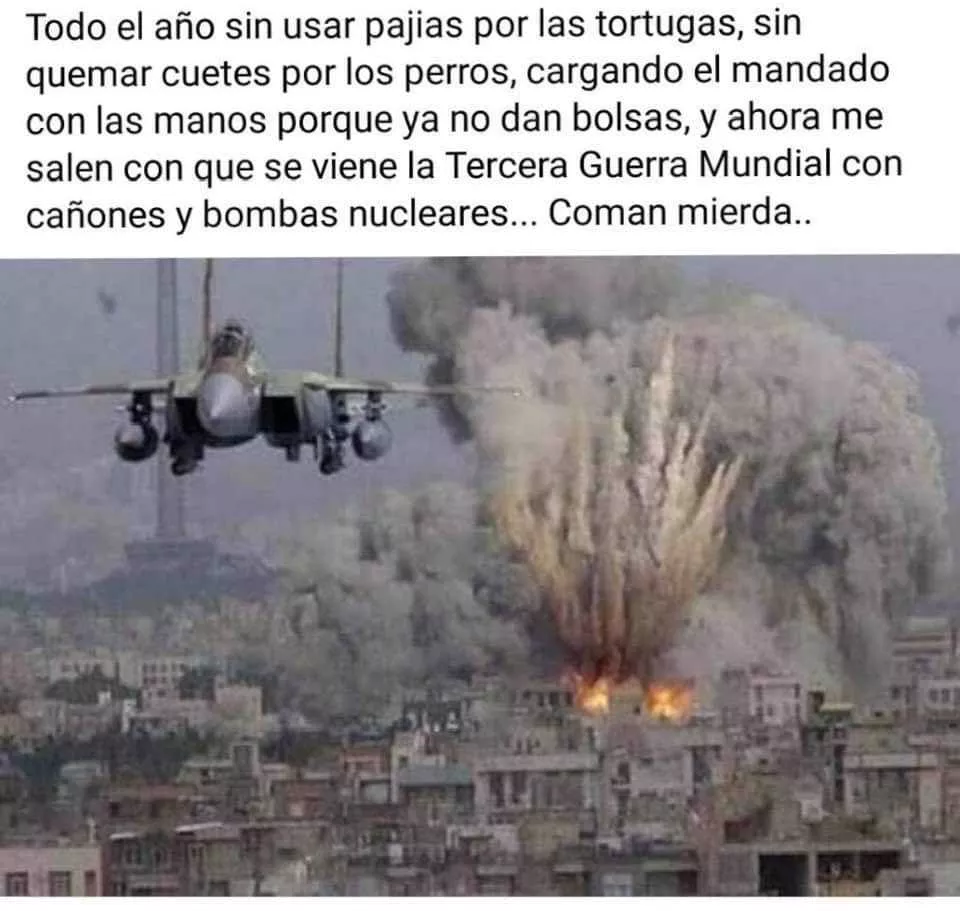 Todo el año sin usar pajias por las tortugas, sin
quemar cuetes por los perros, cargando el mandado
con las manos porque ya no dan bolsas, y ahora me
salen con que se viene la Tercera Guerra Mundial con
cañones y bombas nucleares... Coman mierda..